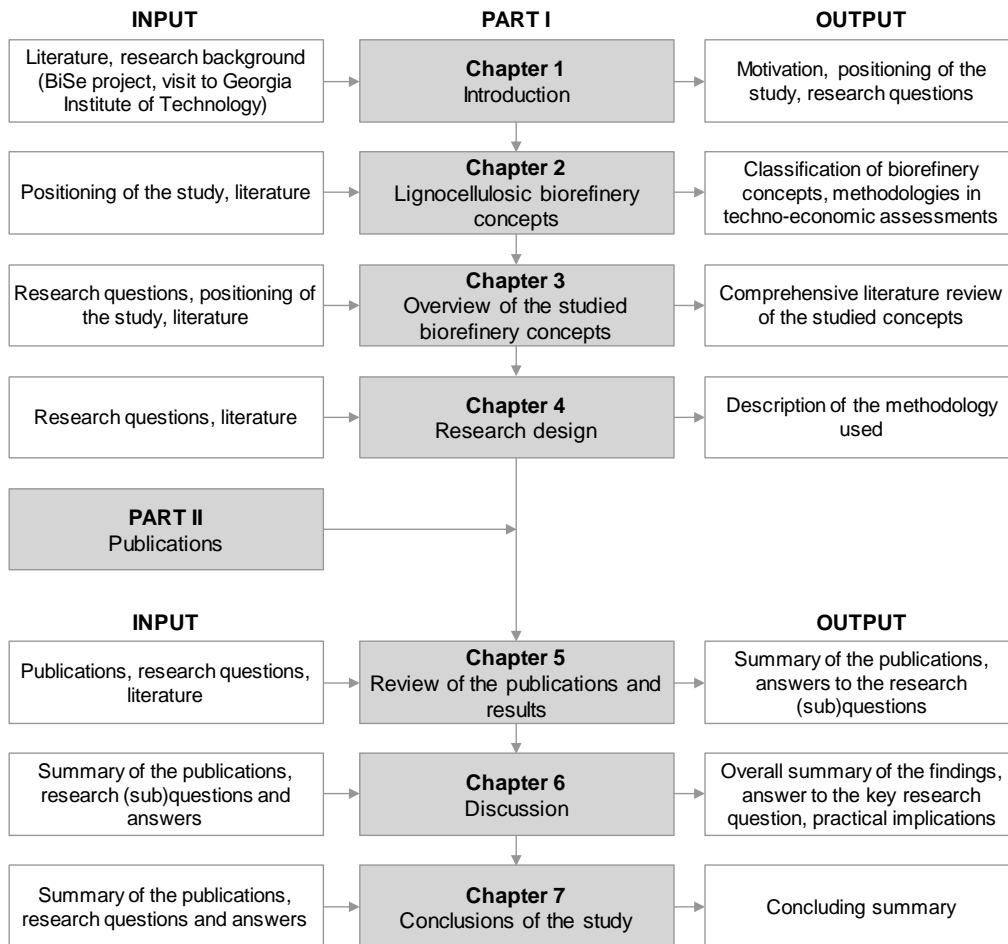 INPUT
PART I
OUTPUT
Literature, research background
(BiSe project, visit to Georgia
Institute of Technology)
Chapter 1
Introduction
Motivation, positioning of the
study, research questions
Positioning of the study, literature
Chapter 2
Lignocellulosic biorefinery
concepts
Classification of biorefinery
concepts, methodologies in
techno-economic assessments
Research questions, positioning of
the study, literature
Chapter 3
Overview of the studied
biorefinery concepts
Comprehensive literature review
of the studied concepts
Research questions, literature
Chapter 4
Research design
Description of the methodology
used
PART II
Publications
INPUT
OUTPUT
Publications, research questions,
literature
Chapter 5
Review of the publications and
results
Summary of the publications,
answers to the research
(sub)questions
Summary of the publications,
research (sub)questions and
answers
Chapter 6
Discussion
Overall summary of the findings,
answer to the key research
question, practical implications
Summary of the publications,
research questions and answers
Chapter 7
Conclusions of the study
Concluding summary